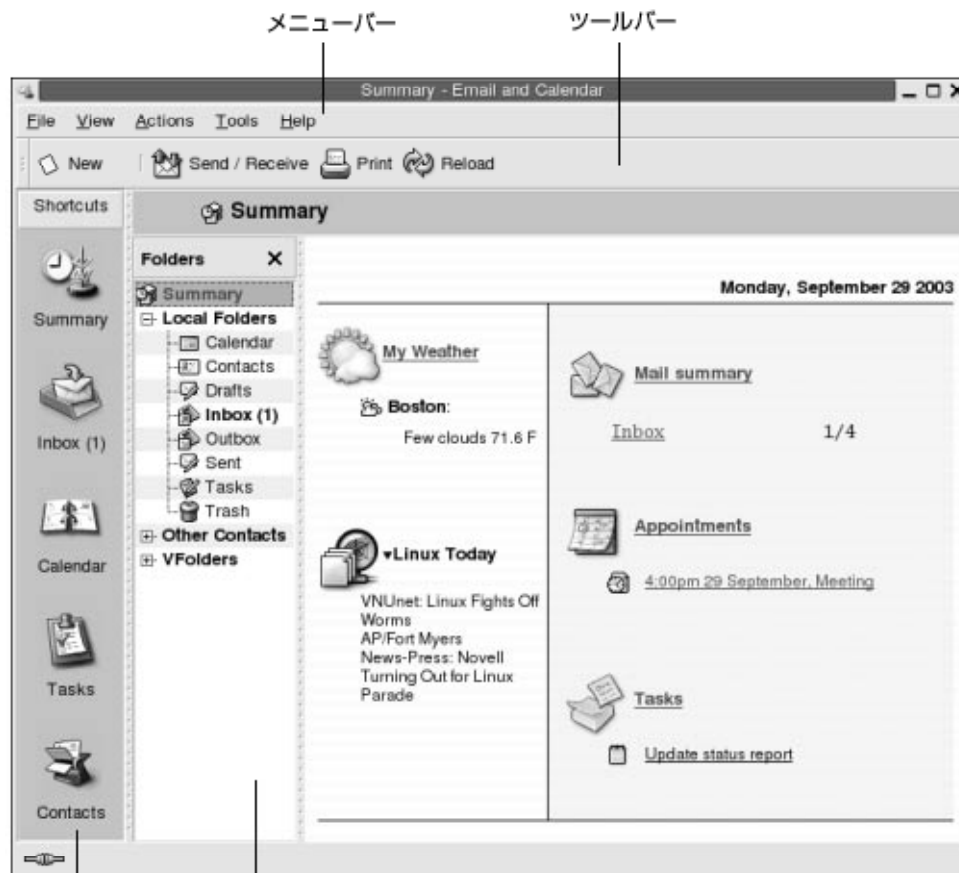 メニューバー
ツールバー
Summary - Email and Calendar
File View Actions Tools Help
New Send / Receive Print Reload
Shortcuts
Summary
Inbox (1)
Calendar
Tasks
Contacts
Summary
Folders
Summary
Local Folders
Calendar
Contacts
Drafts
Inbox (1)
Outbox
Sent
Tasks
Trash
Other Contacts
VFolders
Monday, September 29 2003
My Weather
Boston:
Few clouds 71.6 F
Linux Today
VNUnet: Linux Fights Off
Worms
AP/Fort Myers
News-Press: Novell
Turning Out for Linux
Parade
Mail summary
Inbox 1/4
Appointments
4:00pm 29 September, Meeting
Tasks
Update status report